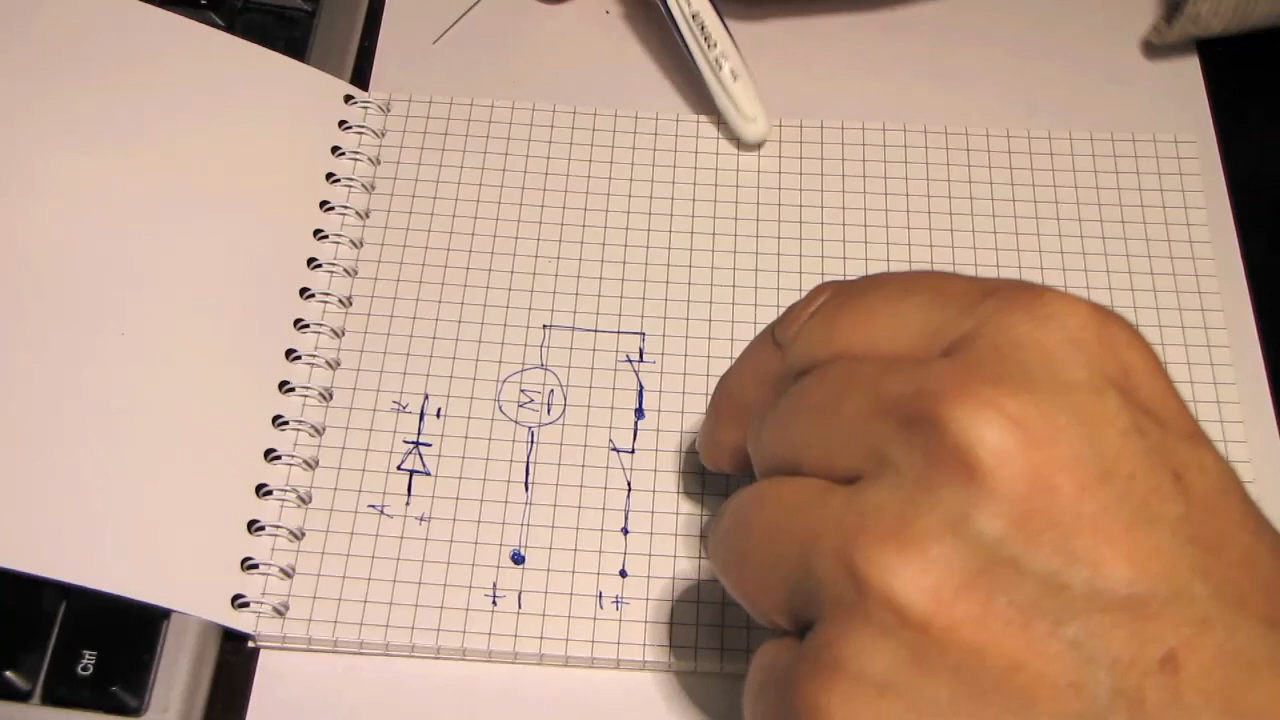 A K
+ -
M
+ -
- +
Ctrl